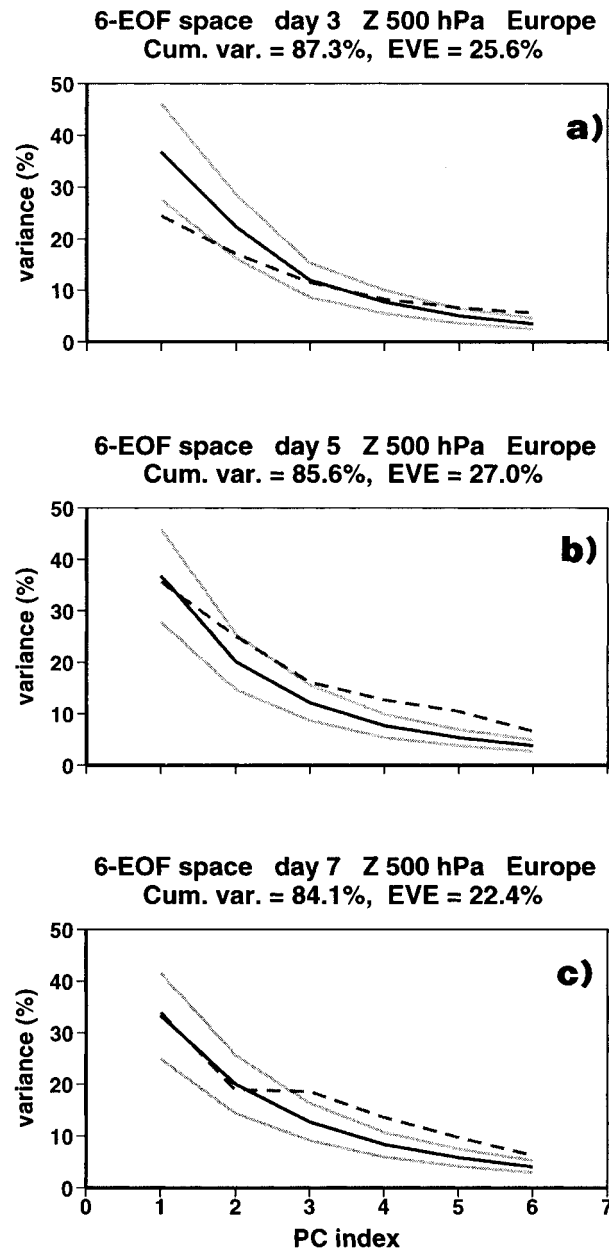 6-EOF space day 3 Z 500 hPa Europe
Cum. var. = 87.3%, EVE = 25.6%
a)
variance (%)
50
40
30
20
10
0
6-EOF space day 5 Z 500 hPa Europe
Cum. var. = 85.6%, EVE = 27.0%
b)
variance (%)
50
40
30
20
10
0
6-EOF space day 7 Z 500 hPa Europe
Cum. var. = 84.1%, EVE = 22.4%
c)
variance (%)
50
40
30
20
10
0
0 1 2 3 4 5 6 7
PC index